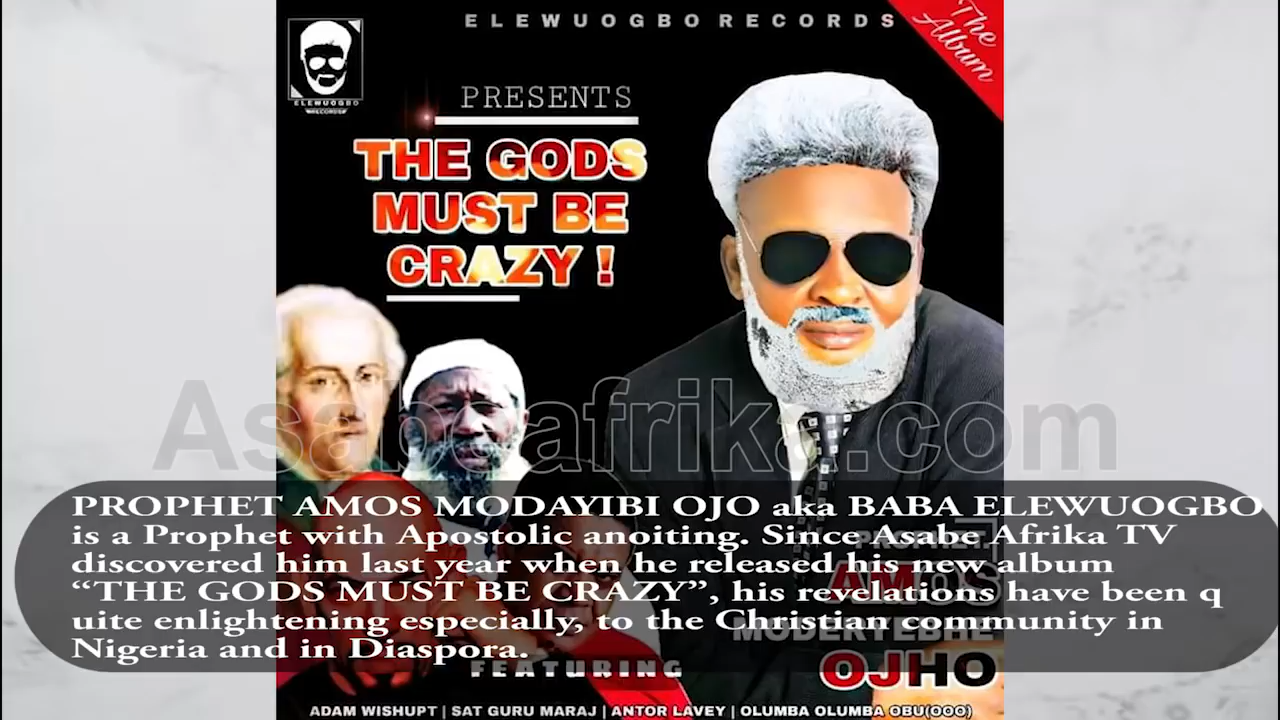 ELEWUOGBO RECORDS
The
Album
ELEWUOGBO
RECORDS
PRESENTS
THE GODS
MUST BE
CRAZY !
Asabeafrika.com
PROPHET AMOS MODAYIBI OJO aka BABA ELEWUOGBO
is a Prophet with Apostolic anoiting. Since Asabe Afrika TV
discovered him last year when he released his new album
“THE GODS MUST BE CRAZY”, his revelations have been q
uite enlightening especially, to the Christian community in
Nigeria and in Diaspora.
PROPHET.
AMOS
OJHO
FEATURING
ADAM WISHUPT | SAT GURU MARAJ | ANTOR LAVEY | OLUMBA OLUMBA OBU(OOO)